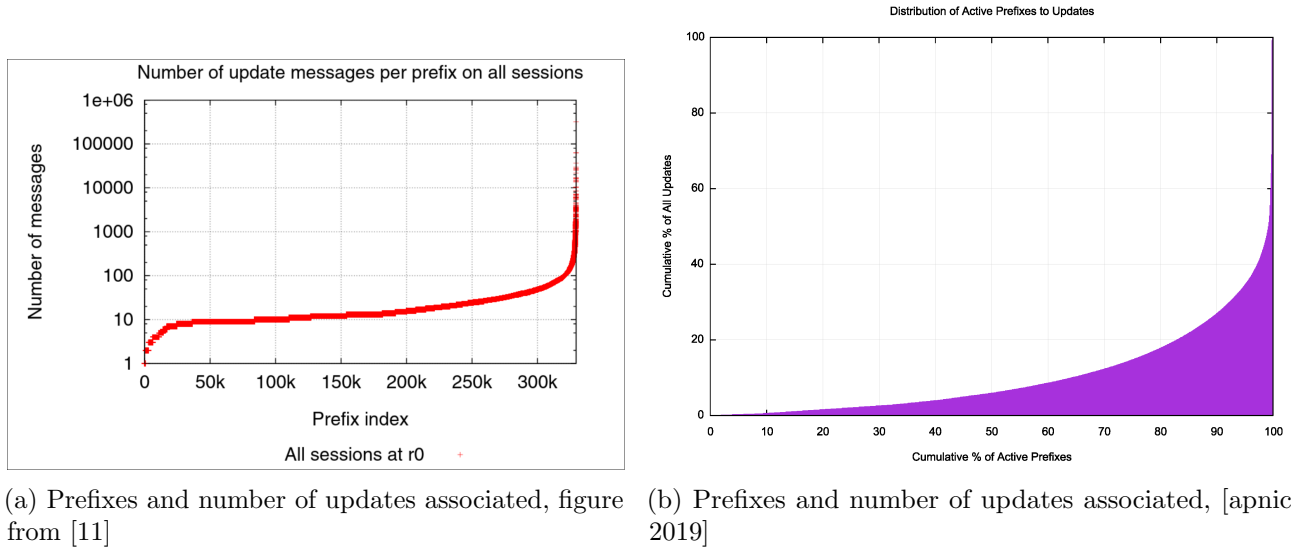 Number of update messages per prefix on all sessions
1e+06
100000
10000
1000
100
10
1
Number of messages
0 50k 100k 150k 200k 250k 300k
Prefix index
All sessions at r0
(a) Prefixes and number of updates associated, figure
from [11]
Distribution of Active Prefixes to Updates
100
80
60
40
20
0
Cumulative % of All Updates
0 10 20 30 40 50 60 70 80 90 100
Cumulative % of Active Prefixes
(b) Prefixes and number of updates associated, [apnic
2019]